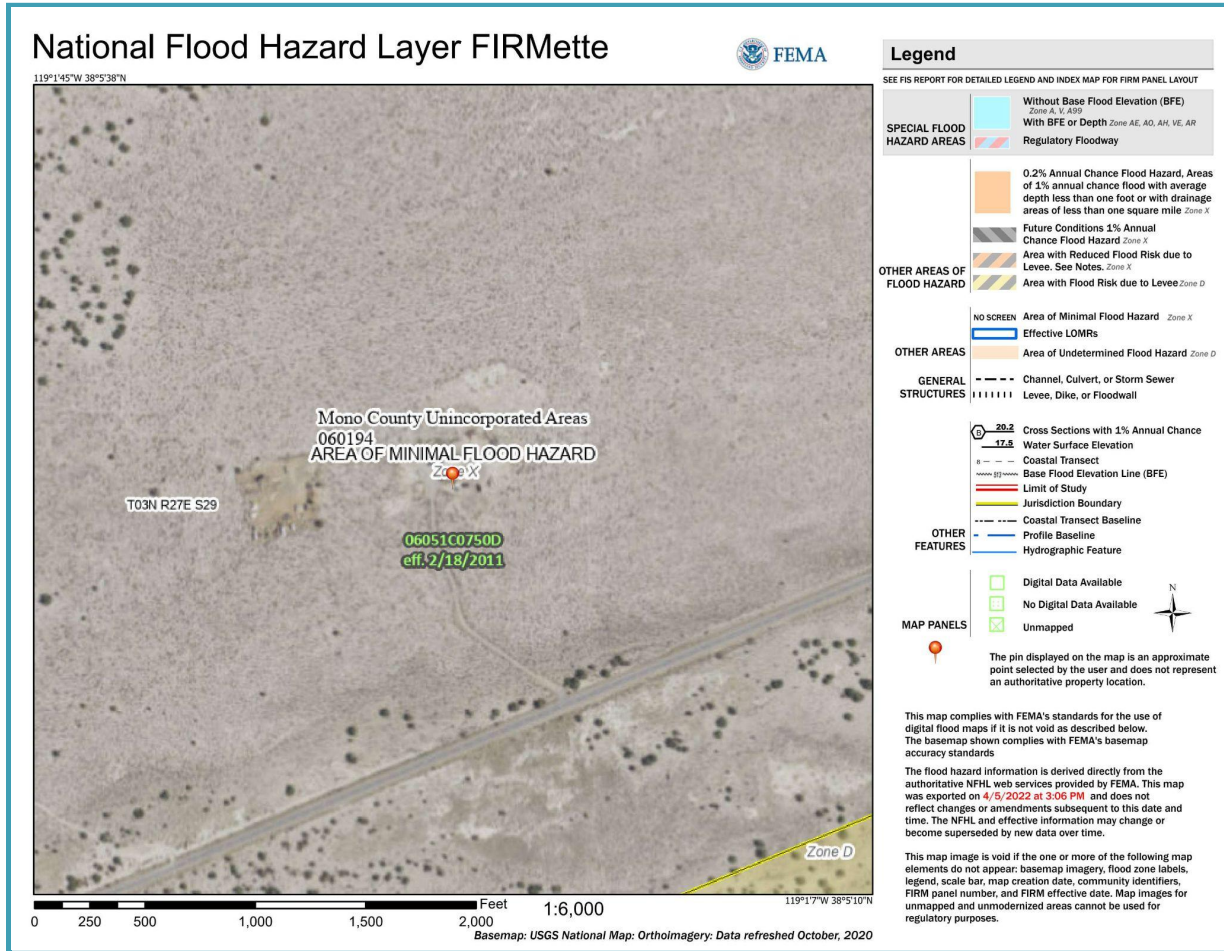 National Flood Hazard Layer FIRMette
FEMA
119°1'45"W 38°5'38"N
Mono County Unincorporated Areas
060194
AREA OF MINIMAL FLOOD HAZARD
Zone X
T03N R27E S29
06051C0750D
eff. 2/18/2011
Zone D
Feet
1:6,000
119°1'7"W 38°5'10"N
0 250 500 1,000 1,500 2,000
Basemap: USGS National Map: Orthoimagery: Data refreshed October, 2020
Legend
SEE FIS REPORT FOR DETAILED LEGEND AND INDEX MAP FOR FIRM PANEL LAYOUT
SPECIAL FLOOD
HAZARD AREAS
Without Base Flood Elevation (BFE)
Zone A, V, A99
With BFE or Depth Zone AE, AO, AH, VE, AR
Regulatory Floodway
0.2% Annual Chance Flood Hazard, Areas
of 1% annual chance flood with average
depth less than one foot or with drainage
areas of less than one square mile Zone X
Future Conditions 1% Annual
Chance Flood Hazard Zone X
Area with Reduced Flood Risk due to
Levee. See Notes. Zone X
Area with Flood Risk due to Levee Zone D
OTHER AREAS OF
FLOOD HAZARD
NO SCREEN Area of Minimal Flood Hazard Zone X
Effective LOMRs
OTHER AREAS
Area of Undetermined Flood Hazard Zone D
GENERAL
STRUCTURES
Channel, Culvert, or Storm Sewer
Levee, Dike, or Floodwall
B 20.2 Cross Sections with 1% Annual Chance
17.5 Water Surface Elevation
8 Coastal Transect
Base Flood Elevation Line (BFE)
Limit of Study
Jurisdiction Boundary
Coastal Transect Baseline
OTHER
FEATURES
Profile Baseline
Hydrographic Feature
Digital Data Available
No Digital Data Available
MAP PANELS
Unmapped
N
The pin displayed on the map is an approximate
point selected by the user and does not represent
an authoritative property location.
This map complies with FEMA's standards for the use of
digital flood maps if it is not void as described below.
The basemap shown complies with FEMA's basemap
accuracy standards
The flood hazard information is derived directly from the
authoritative NFHL web services provided by FEMA. This map
was exported on 4/5/2022 at 3:06 PM and does not
reflect changes or amendments subsequent to this date and
time. The NFHL and effective information may change or
become superseded by new data over time.
This map image is void if the one or more of the following map
elements do not appear: basemap imagery, flood zone labels,
legend, scale bar, map creation date, community identifiers,
FIRM panel number, and FIRM effective date. Map images for
unmapped and unmodernized areas cannot be used for
regulatory purposes.